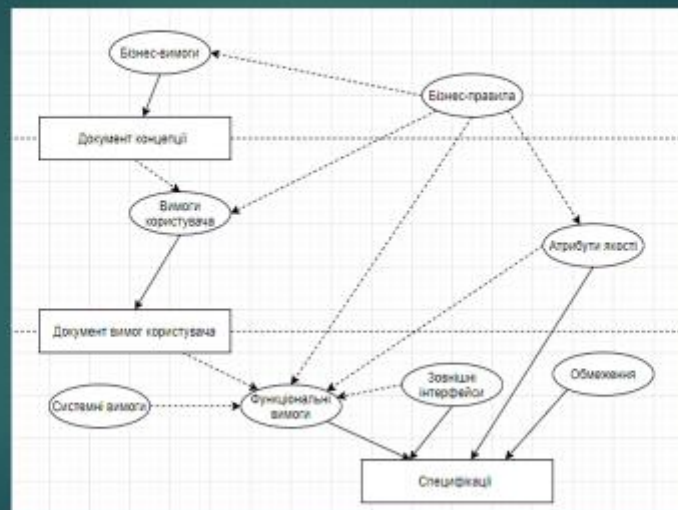 Бізнес-вимоги
Бізнес-правила
Документ концепції
Вимоги
користувача
Атрибути якості
Документ вимог користувача
Зовнішні
інтерфейси
Обмеження
Системні вимоги
Функціональні
вимоги
Специфікації